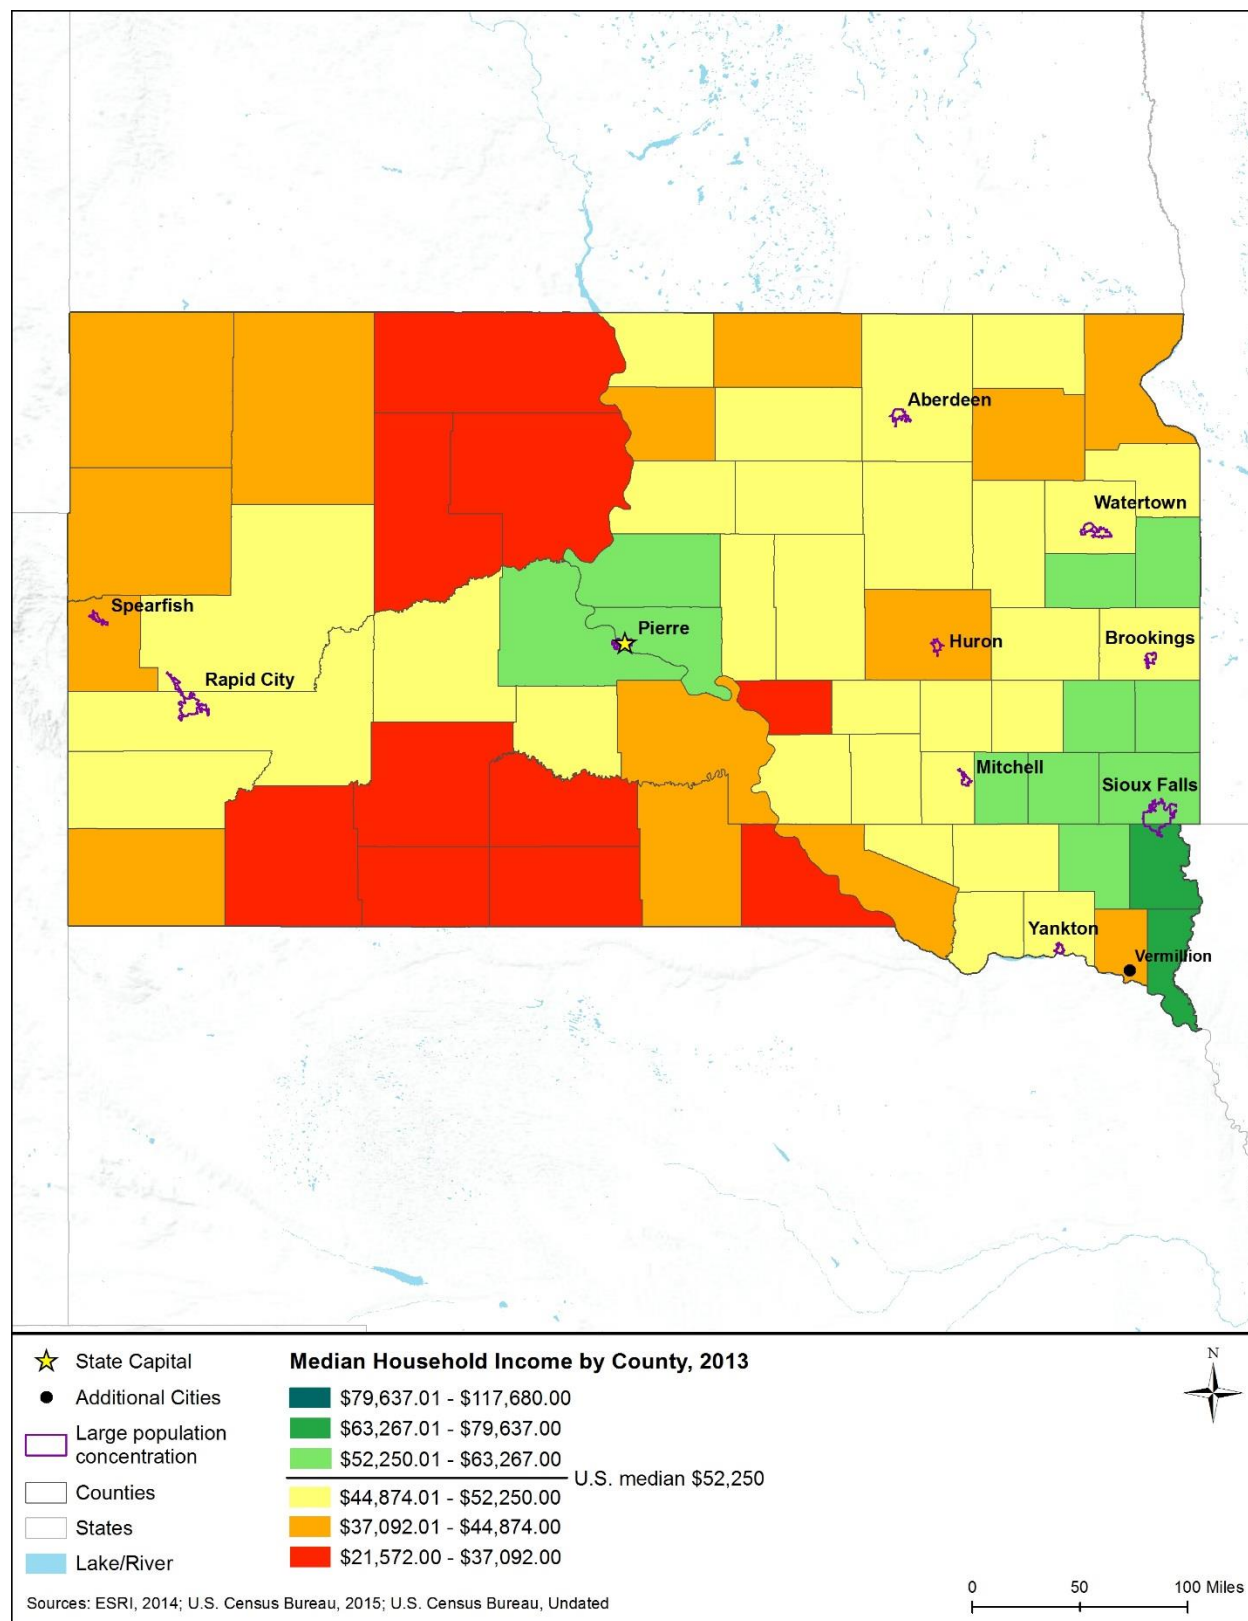 Aberdeen
Watertown
Spearfish
Pierre
Huron
Brookings
Rapid City
Mitchell
Sioux Falls
Yankton
Vermillion
State Capital
Additional Cities
Large population
concentration
Counties
States
Lake/River
Median Household Income by County, 2013
$79,637.01 - $117,680.00
$63,267.01 - $79,637.00
$52,250.01 - $63,267.00
U.S. median $52,250
$44,874.01 - $52,250.00
$37,092.01 - $44,874.00
$21,572.00 - $37,092.00
N
0 50 100 Miles
Sources: ESRI, 2014; U.S. Census Bureau, 2015; U.S. Census Bureau, Undated